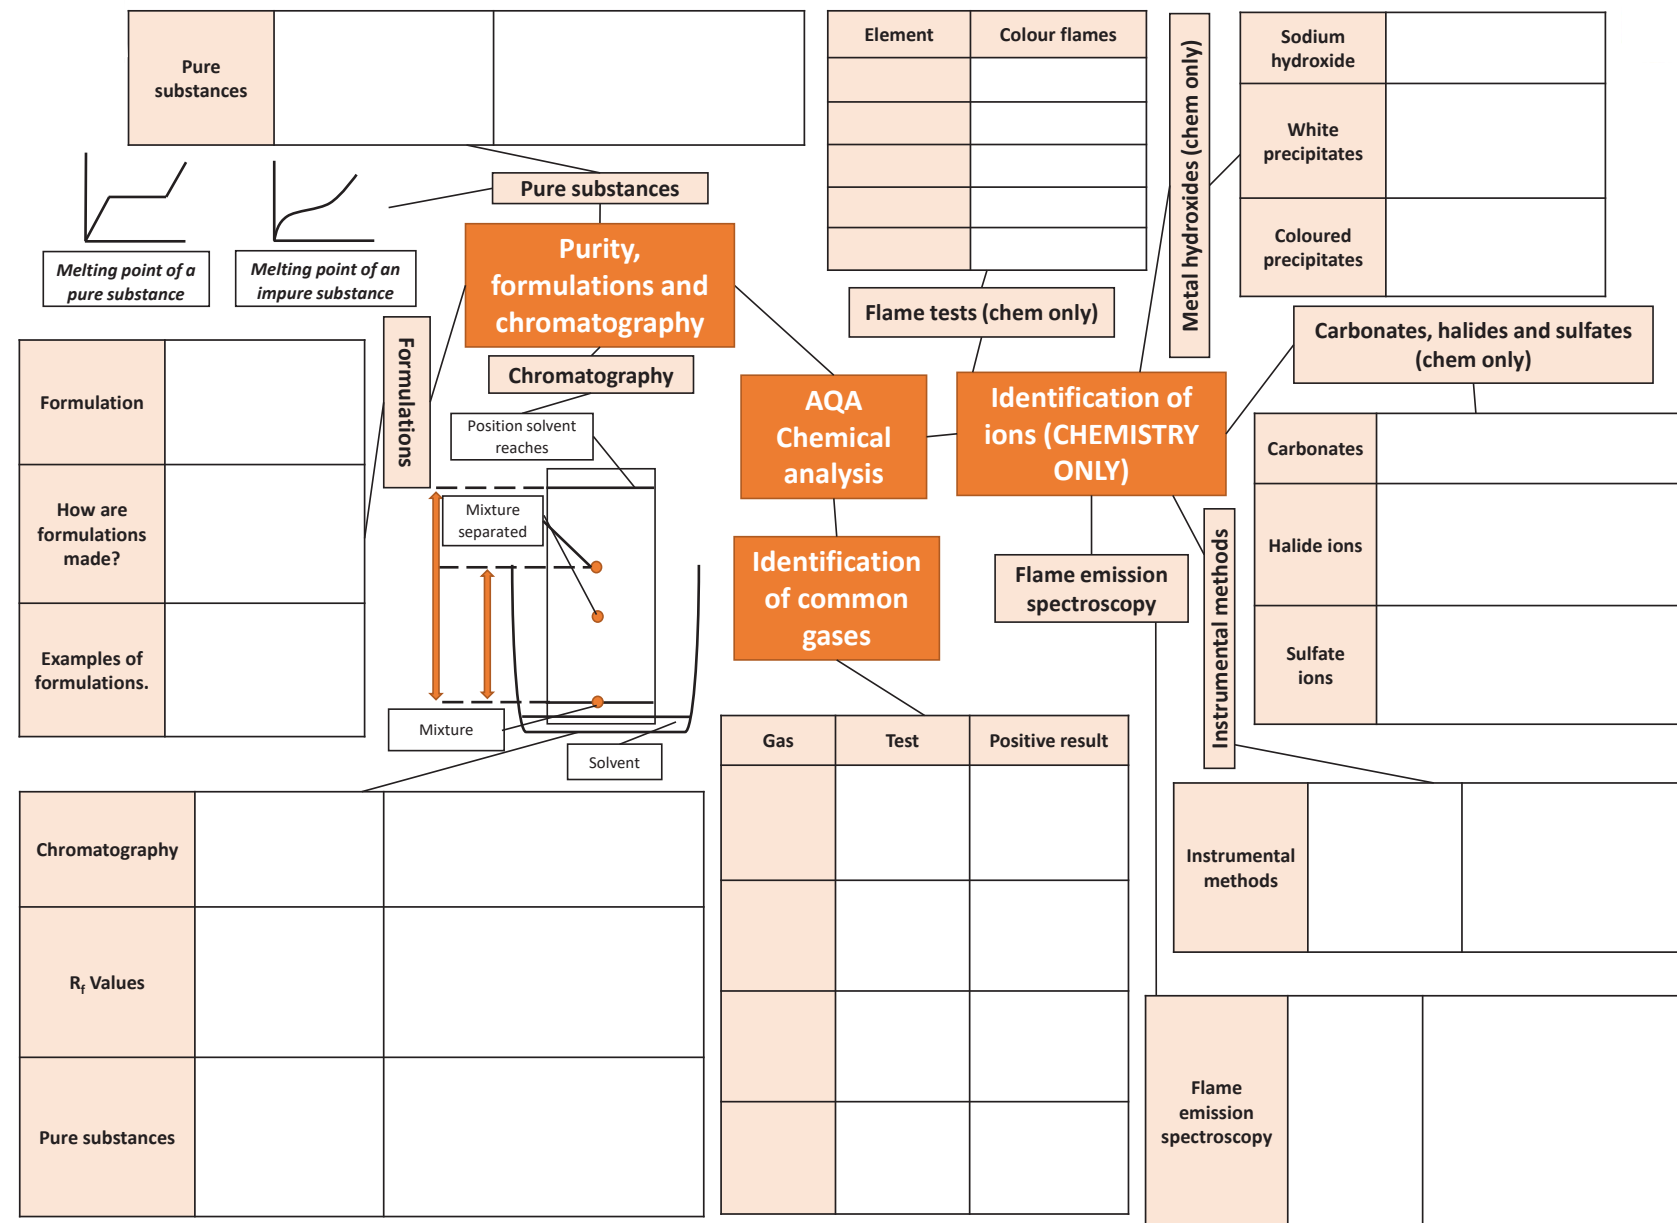 Pure
substances
Element
Colour flames
Metal hydroxides (chem only)
Sodium
hydroxide
White
precipitates
Coloured
precipitates
Pure substances
Melting point of a
pure substance
Melting point of an
impure substance
Purity,
formulations and
chromatography
Flame tests (chem only)
Carbonates, halides and sulfates
(chem only)
Formulations
Chromatography
Formulation
How are
formulations
made?
Examples of
formulations.
Position solvent
reaches
Mixture
separated
Mixture
Solvent
AQA
Chemical
analysis
Identification of
ions (CHEMISTRY
ONLY)
Carbonates
Halide ions
Sulfate
ions
Identification
of common
gases
Flame emission
spectroscopy
Instrumental methods
Gas
Test
Positive result
Chromatography
Rf Values
Pure substances
Instrumental
methods
Flame
emission
spectroscopy